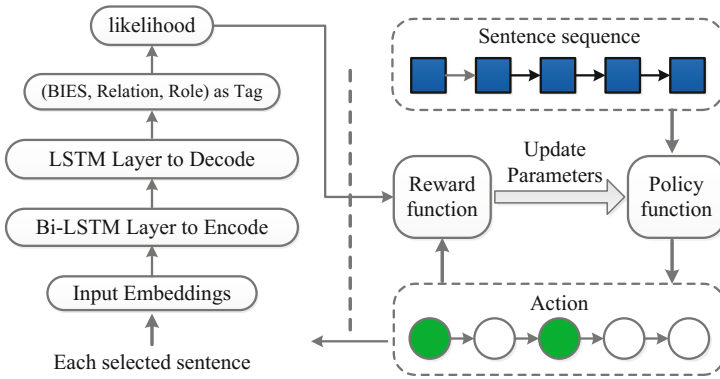 likelihood
(BIES, Relation, Role) as Tag
LSTM Layer to Decode
Bi-LSTM Layer to Encode
Input Embeddings
Each selected sentence
Sentence sequence
Reward
function
Update
Parameters
Policy
function
Action